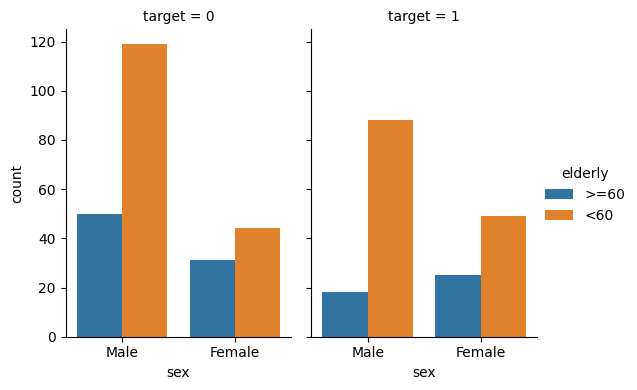 target = 0
target = 1
120
100
80
60
40
20
0
count
Male
Female
sex
Male
Female
sex
elderly
>=60
<60